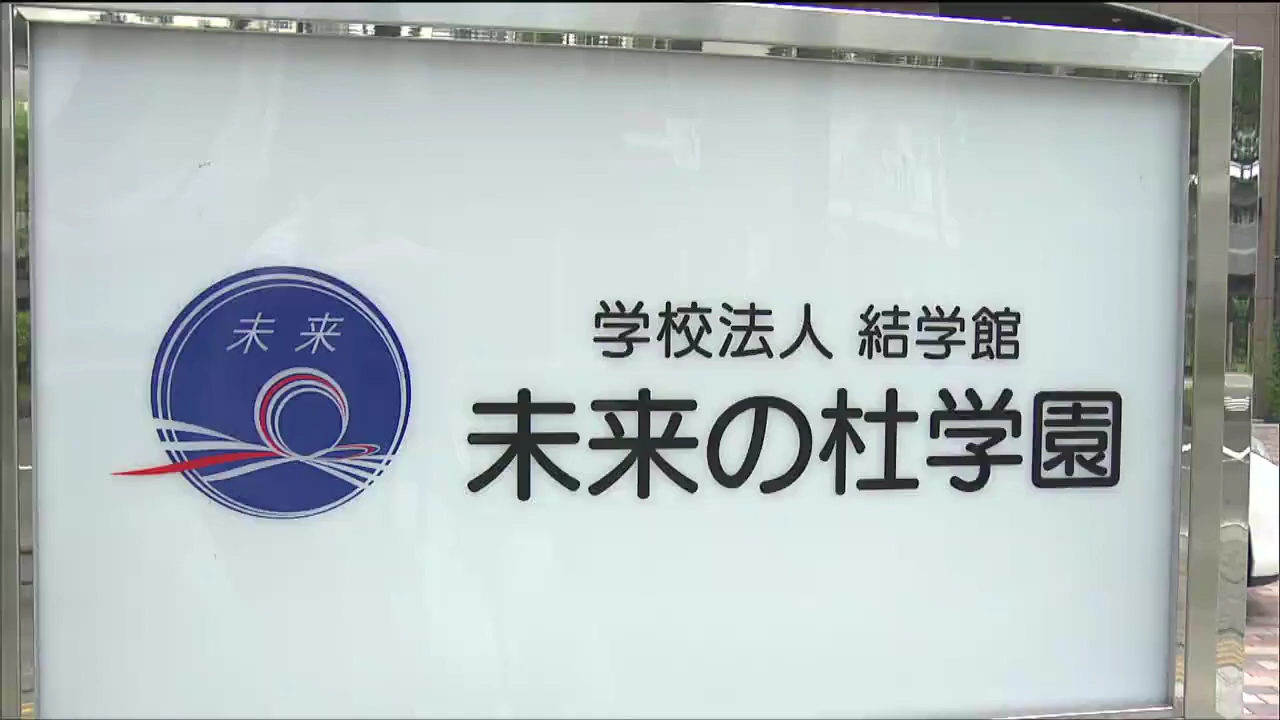 未来
学校法人 結学館
未来の杜学園